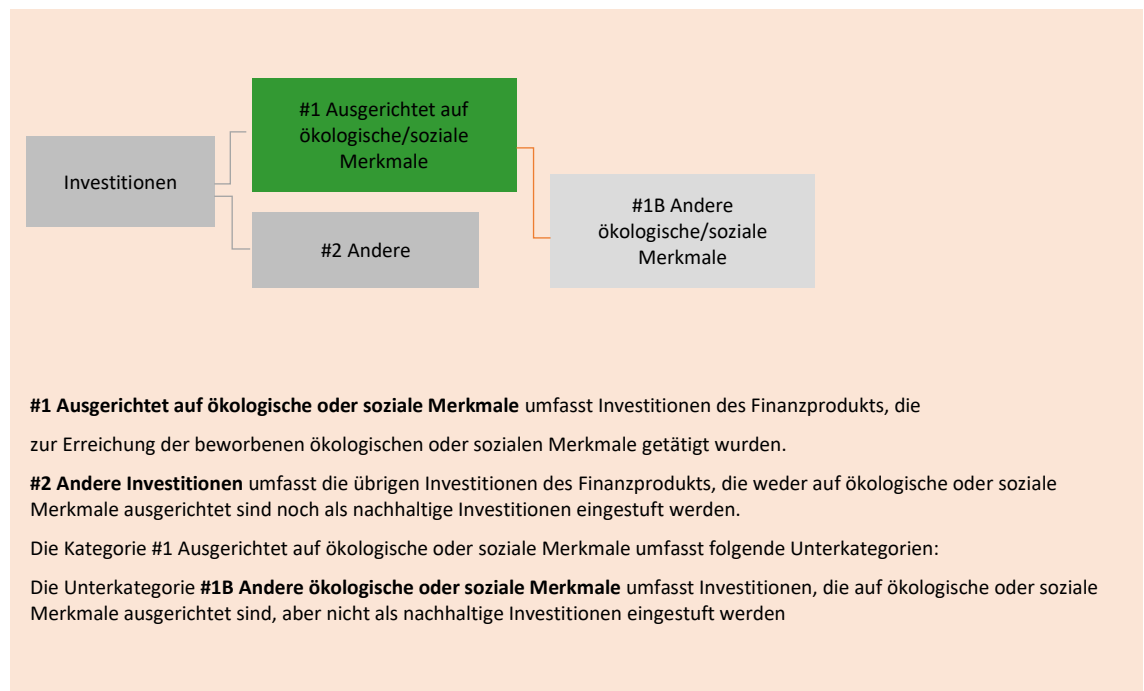 #1 Ausgerichtet auf
ökologische/soziale
Merkmale
Investitionen
#2 Andere
#1B Andere
ökologische/soziale
Merkmale
#1 Ausgerichtet auf ökologische oder soziale Merkmale umfasst Investitionen des Finanzprodukts, die
zur Erreichung der beworbenen ökologischen oder sozialen Merkmale getätigt wurden.
#2 Andere Investitionen umfasst die übrigen Investitionen des Finanzprodukts, die weder auf ökologische oder soziale
Merkmale ausgerichtet sind noch als nachhaltige Investitionen eingestuft werden.
Die Kategorie #1 Ausgerichtet auf ökologische oder soziale Merkmale umfasst folgende Unterkategorien:
Die Unterkategorie #1B Andere ökologische oder soziale Merkmale umfasst Investitionen, die auf ökologische oder soziale
Merkmale ausgerichtet sind, aber nicht als nachhaltige Investitionen eingestuft werden